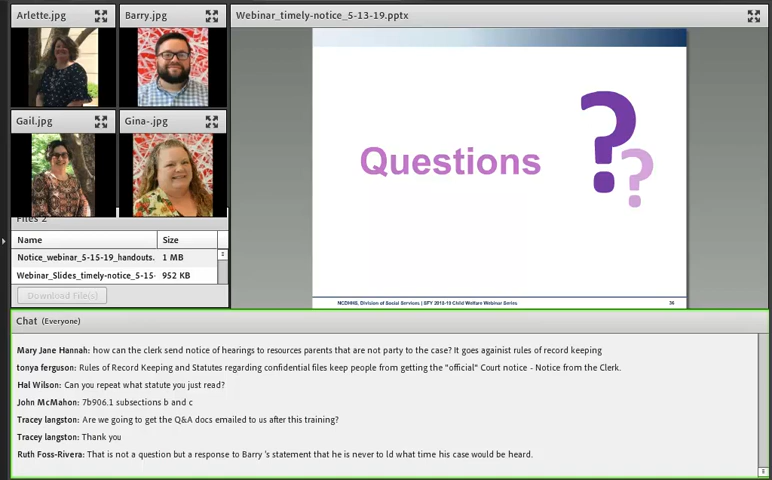 Arlette.jpg
Barry.jpg
Webinar_timely-notice_5-13-19.pptx
Gail.jpg
Gina-.jpg
Questions
??
Files 2
Name
Size
Notice_webinar_5-15-19_handouts.
1 MB
Webinar_Slides_timely-notice_5-15-
952 KB
Download File(s)
NCDHHS, Division of Social Services | SFY 2018-19 Child Welfare Webinar Series
36
Chat (Everyone)
Mary Jane Hannah: how can the clerk send notice of hearings to resources parents that are not party to the case? It goes againist rules of record keeping
tonya ferguson: Rules of Record Keeping and Statutes regarding confidential files keep people from getting the "official" Court notice - Notice from the Clerk.
Hal Wilson: Can you repeat what statute you just read?
John McMahon: 7b906.1 subsections b and c
Tracey langston: Are we going to get the Q&A docs emailed to us after this training?
Tracey langston: Thank you
Ruth Foss-Rivera: That is not a question but a response to Barry 's statement that he is never to ld what time his case would be heard.